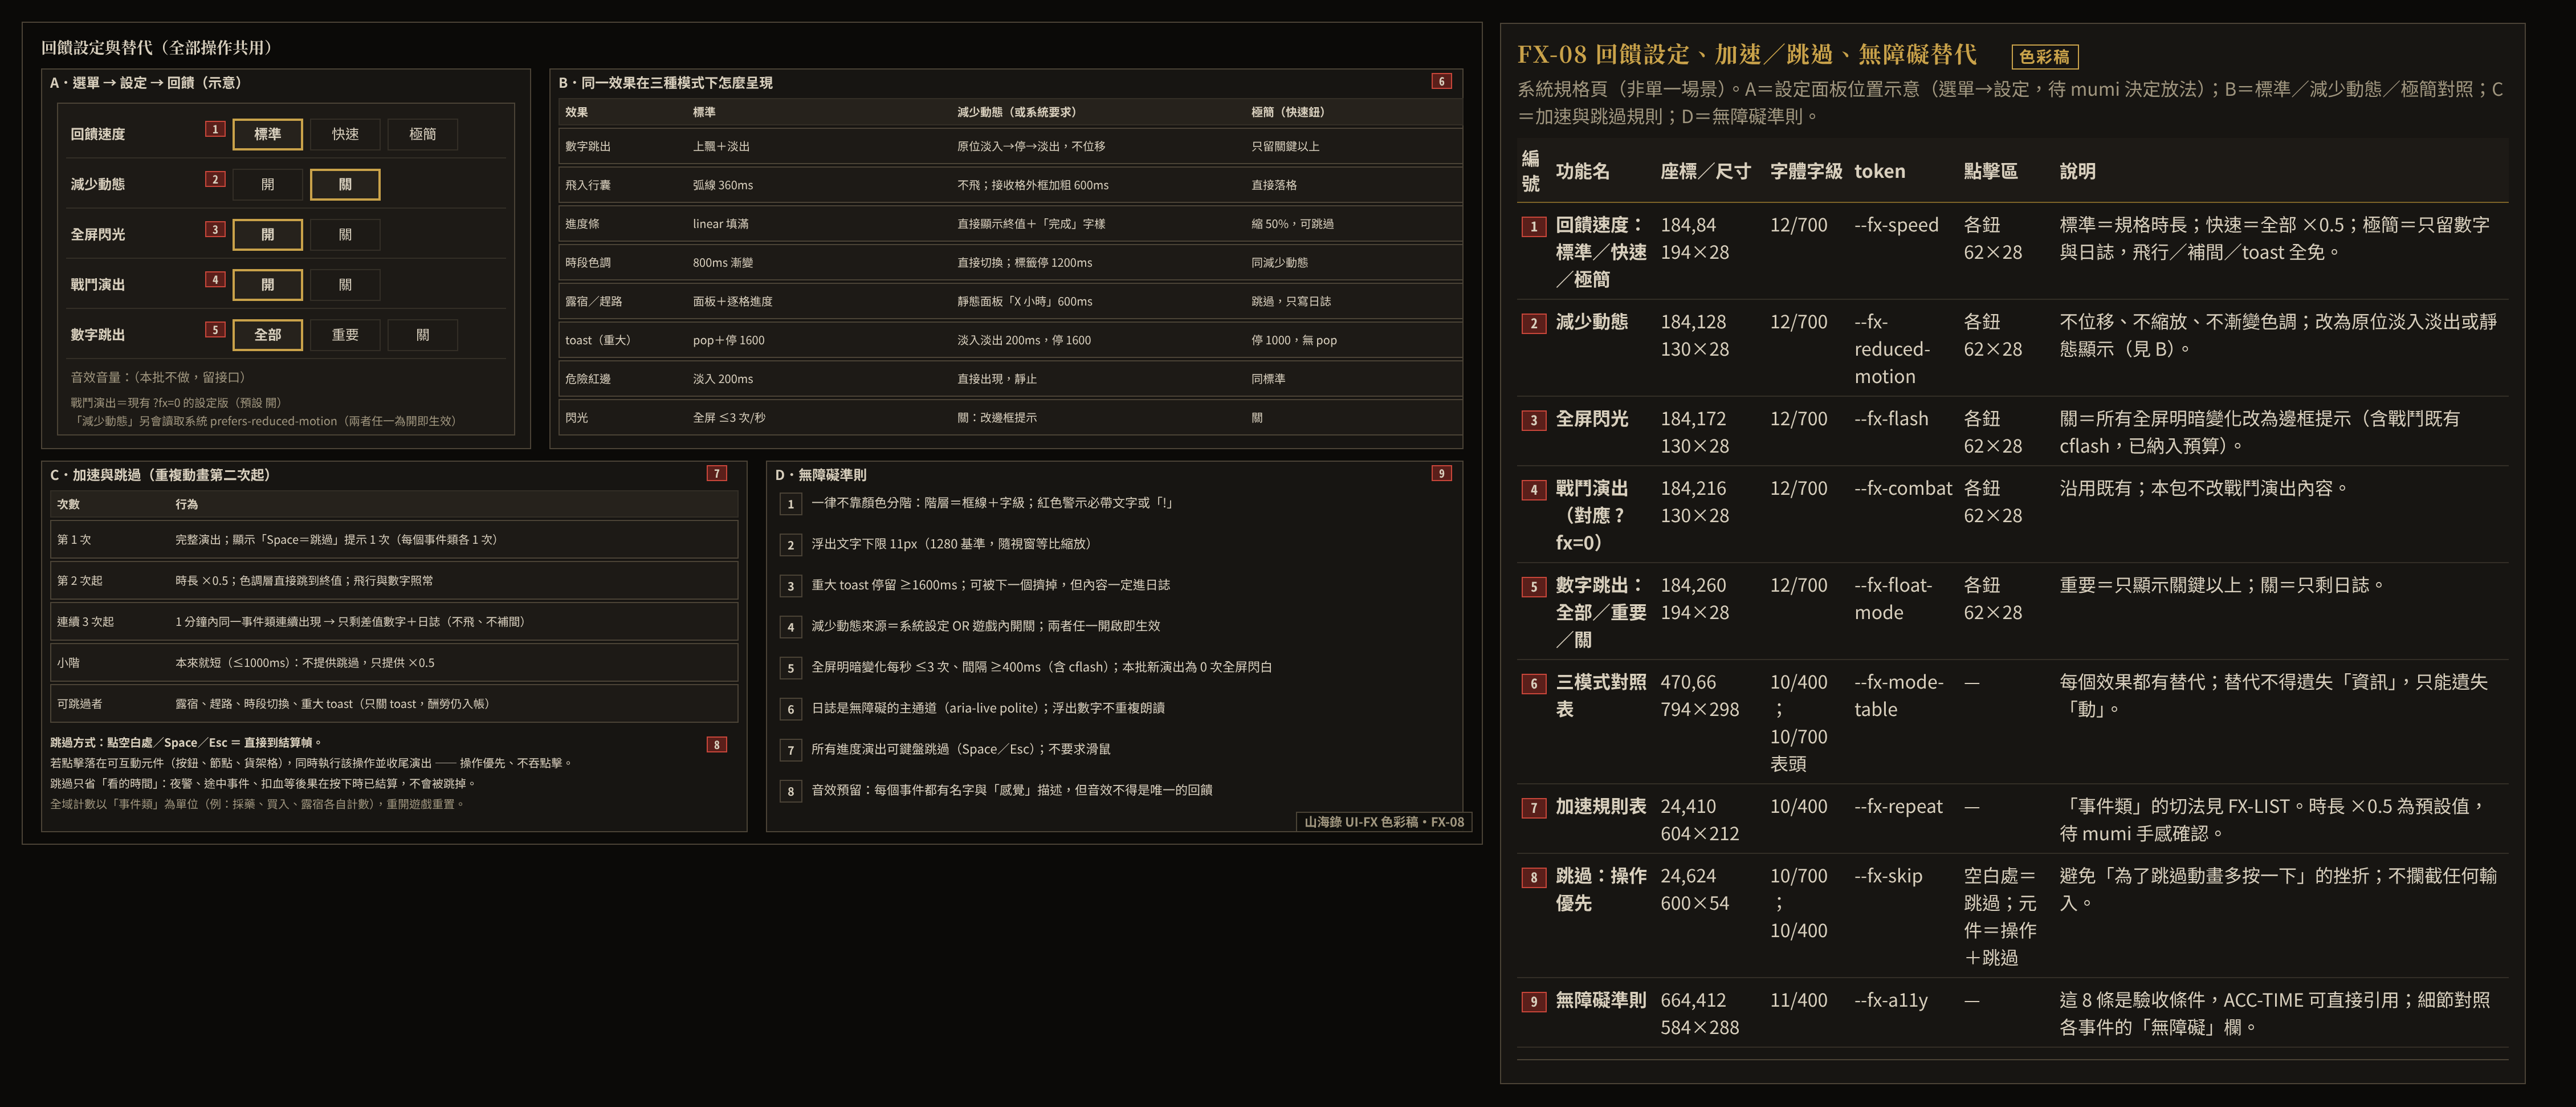 回饋設定與替代（全部操作共用）
A・選單 → 設定 → 回饋（示意）
回饋速度 1 標準 快速 極簡
減少動態 2 開 關
全屏閃光 3 開 關
戰鬥演出 4 開 關
數字跳出 5 全部 重要 關
音效音量：（本批不做，留接口）
戰鬥演出＝現有 ?fx=0 的設定版（預設 開）
「減少動態」另會讀取系統 prefers-reduced-motion（兩者任一為開即生效）
B・同一效果在三種模式下怎麼呈現 6
效果 標準 減少動態（或系統要求） 極簡（快速鈕）
數字跳出 上飄＋淡出 原位淡入→停→淡出，不位移 只留關鍵以上
飛入行囊 弧線 360ms 不飛；接收格外框加粗 600ms 直接落格
進度條 linear 填滿 直接顯示終值＋「完成」字樣 縮 50%，可跳過
時段色調 800ms 漸變 直接切換；標籤停 1200ms 同減少動態
露宿／趕路 面板＋逐格進度 靜態面板「X 小時」600ms 跳過，只寫日誌
toast（重大） pop＋停 1600 淡入淡出 200ms，停 1600 停 1000，無 pop
危險紅邊 淡入 200ms 直接出現，靜止 同標準
閃光 全屏 ≤3 次/秒 關：改邊框提示 關
C・加速與跳過（重複動畫第二次起） 7
次數 行為
第 1 次 完整演出；顯示「Space＝跳過」提示 1 次（每個事件類各 1 次）
第 2 次起 時長 ×0.5；色調層直接跳到終值；飛行與數字照常
連續 3 次起 1 分鐘內同一事件類連續出現 → 只剩差值數字＋日誌（不飛、不補間）
小階 本來就短（≤1000ms）：不提供跳過，只提供 ×0.5
可跳過者 露宿、趕路、時段切換、重大 toast（只關 toast，酬勞仍入帳）
跳過方式：點空白處／Space／Esc ＝ 直接到結算幀。 8
若點擊落在可互動元件（按鈕、節點、貨架格），同時執行該操作並收尾演出 —— 操作優先、不吞點擊。
跳過只省「看的時間」：夜警、途中事件、扣血等後果在按下時已結算，不會被跳掉。
全域計數以「事件類」為單位（例：採藥、買入、露宿各自計數），重開遊戲重置。
D・無障礙準則 9
1 一律不靠顏色分階：階層＝框線＋字級；紅色警示必帶文字或「!」
2 浮出文字下限 11px（1280 基準，隨視窗等比縮放）
3 重大 toast 停留 ≥1600ms；可被下一個擠掉，但內容一定進日誌
4 減少動態來源＝系統設定 OR 遊戲內開關；兩者任一開啟即生效
5 全屏明暗變化每秒 ≤3 次、間隔 ≥400ms（含 cflash）；本批新演出為 0 次全屏閃白
6 日誌是無障礙的主通道（aria-live polite）；浮出數字不重複朗讀
7 所有進度演出可鍵盤跳過（Space／Esc）；不要求滑鼠
8 音效預留：每個事件都有名字與「感覺」描述，但音效不得是唯一的回饋
山海錄 UI-FX 色彩稿・FX-08
FX-08 回饋設定、加速／跳過、無障礙替代 色彩稿
系統規格頁（非單一場景）。A＝設定面板位置示意（選單→設定，待 mumi 決定放法）；B＝標準／減少動態／極簡對照；C
＝加速與跳過規則；D＝無障礙準則。
編
號 功能名 座標／尺寸 字體字級 token 點擊區 說明
1 回饋速度： 184,84 12/700 --fx-speed 各鈕 標準＝規格時長；快速＝全部 ×0.5；極簡＝只留數字
標準／快速 194×28 62×28 與日誌，飛行／補間／toast 全免。
／極簡
2 減少動態 184,128 12/700 --fx- 各鈕 不位移、不縮放、不漸變色調；改為原位淡入淡出或靜
130×28 reduced- 62×28 態顯示（見 B）。
motion
3 全屏閃光 184,172 12/700 --fx-flash 各鈕 關＝所有全屏明暗變化改為邊框提示（含戰鬥既有
130×28 62×28 cflash，已納入預算）。
4 戰鬥演出 184,216 12/700 --fx-combat 各鈕 沿用既有；本包不改戰鬥演出內容。
（對應 ? 130×28 62×28
fx=0）
5 數字跳出： 184,260 12/700 --fx-float- 各鈕 重要＝只顯示關鍵以上；關＝只剩日誌。
全部／重要 194×28 mode 62×28
／關
6 三模式對照 470,66 10/400 --fx-mode- — 每個效果都有替代；替代不得遺失「資訊」，只能遺失
表 794×298 ； table 「動」。
10/700
表頭
7 加速規則表 24,410 10/400 --fx-repeat — 「事件類」的切法見 FX-LIST。時長 ×0.5 為預設值，
604×212 待 mumi 手感確認。
8 跳過：操作 24,624 10/700 --fx-skip 空白處＝ 避免「為了跳過動畫多按一下」的挫折；不攔截任何輸
優先 600×54 ； 跳過；元 入。
10/400 件＝操作
＋跳過
9 無障礙準則 664,412 11/400 --fx-a11y — 這 8 條是驗收條件，ACC-TIME 可直接引用；細節對照
584×288 各事件的「無障礙」欄。